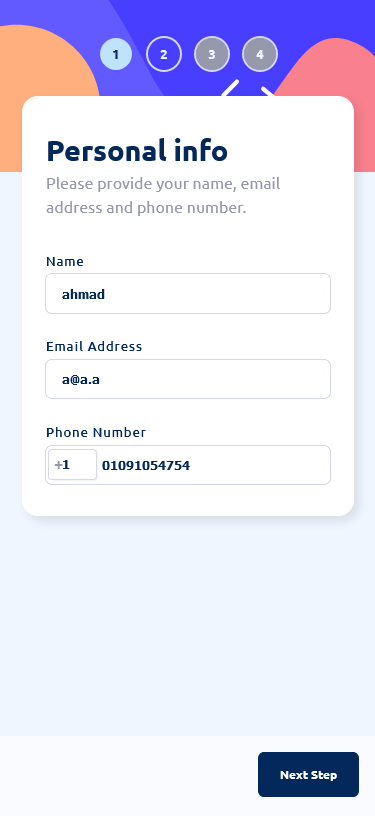 1 2 3 4
Personal info
Please provide your name, email
address and phone number.
Name
ahmad
Email Address
a@a.a
Phone Number
+1 01091054754
Next Step